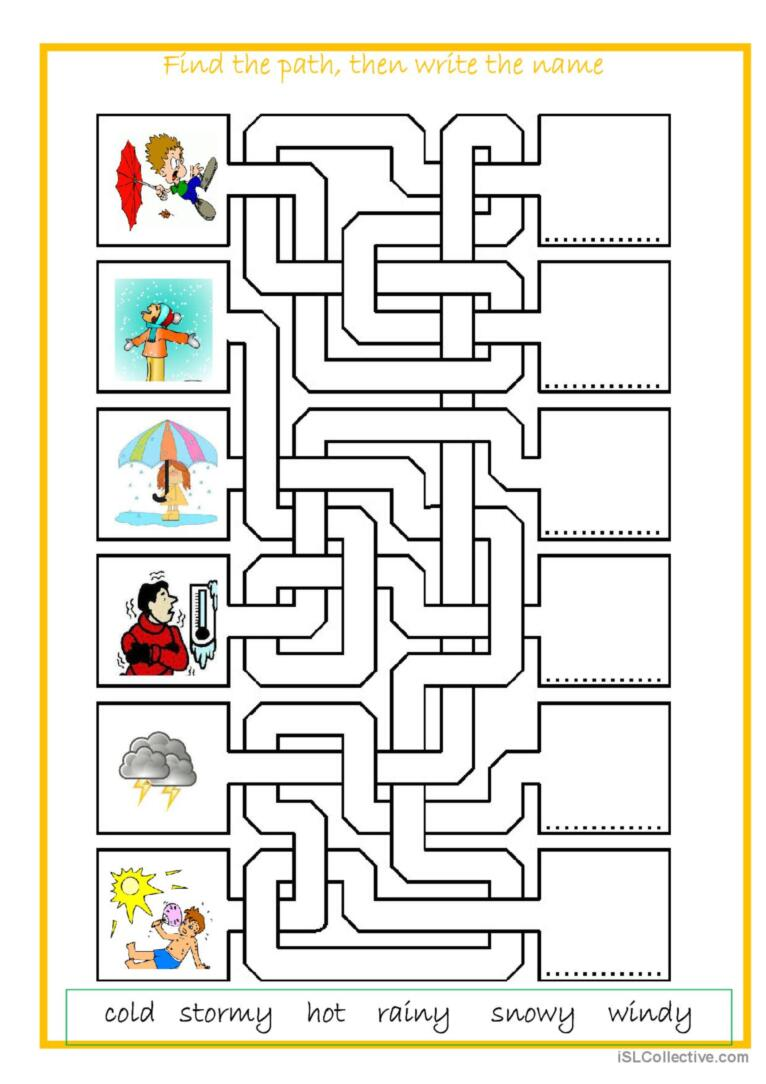 Find the path, then write the name
cold stormy hot rainy snowy windy
iSLCollective.com